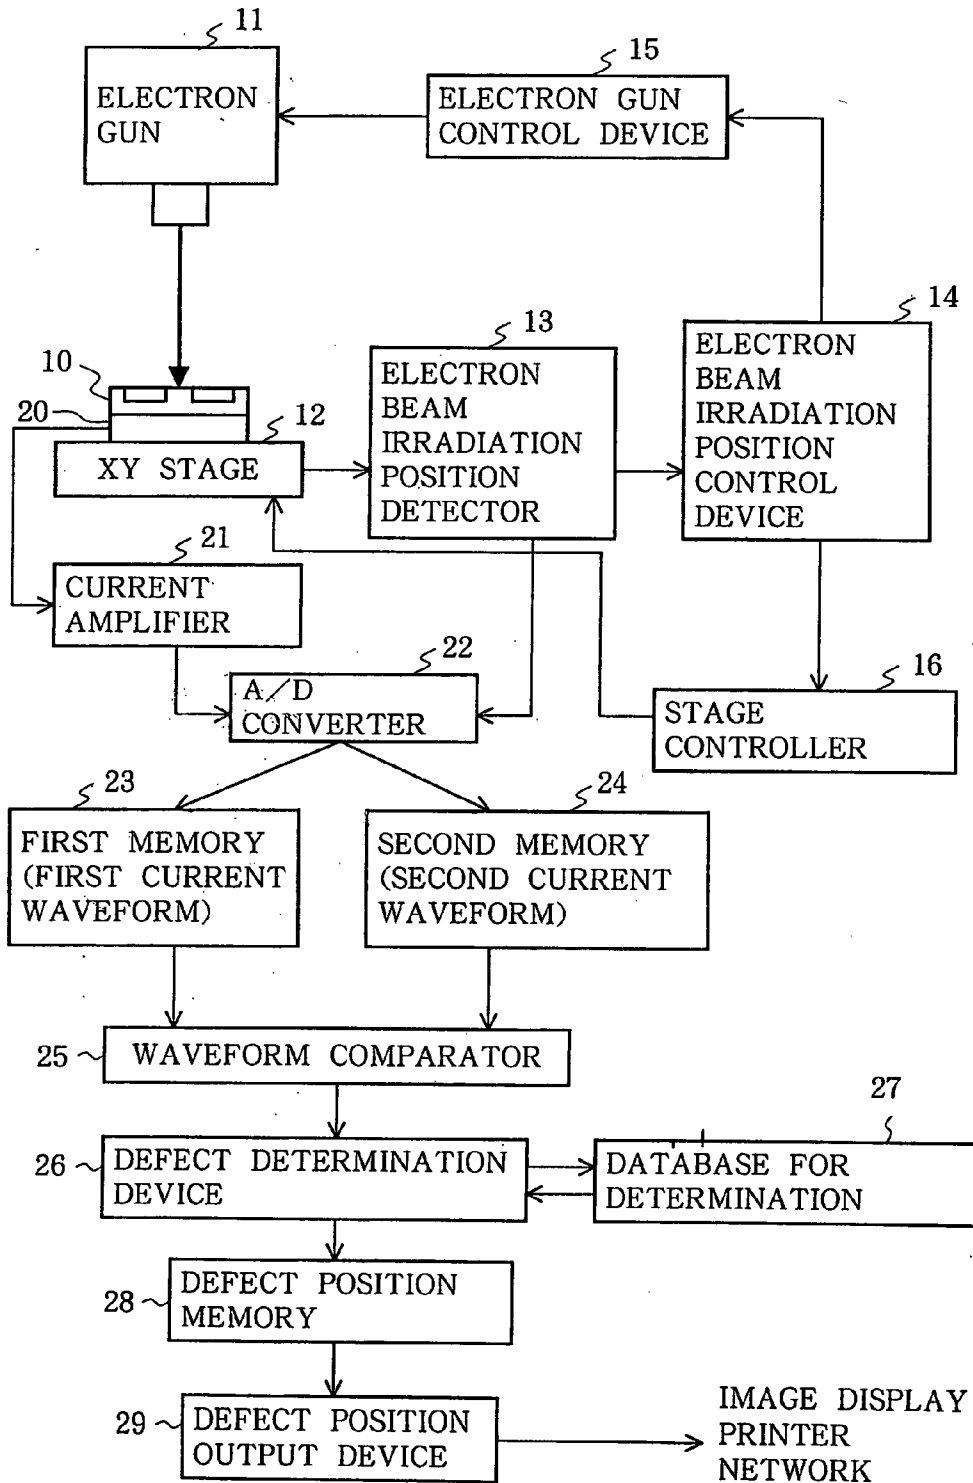 11
ELECTRON
GUN
15
ELECTRON GUN
CONTROL DEVICE
14
ELECTRON
BEAM
IRRADIATION
POSITION
CONTROL
DEVICE
13
ELECTRON
BEAM
IRRADIATION
POSITION
DETECTOR
10
20
12
XY STAGE
21
CURRENT
AMPLIFIER
22
A/D
CONVERTER
16
STAGE
CONTROLLER
23
FIRST MEMORY
(FIRST CURRENT
WAVEFORM)
24
SECOND MEMORY
(SECOND CURRENT
WAVEFORM)
25
WAVEFORM COMPARATOR
26
DEFECT DETERMINATION
DEVICE
27
DATABASE FOR
DETERMINATION
28
DEFECT POSITION
MEMORY
29
DEFECT POSITION
OUTPUT DEVICE
IMAGE DISPLAY
PRINTER
NETWORK